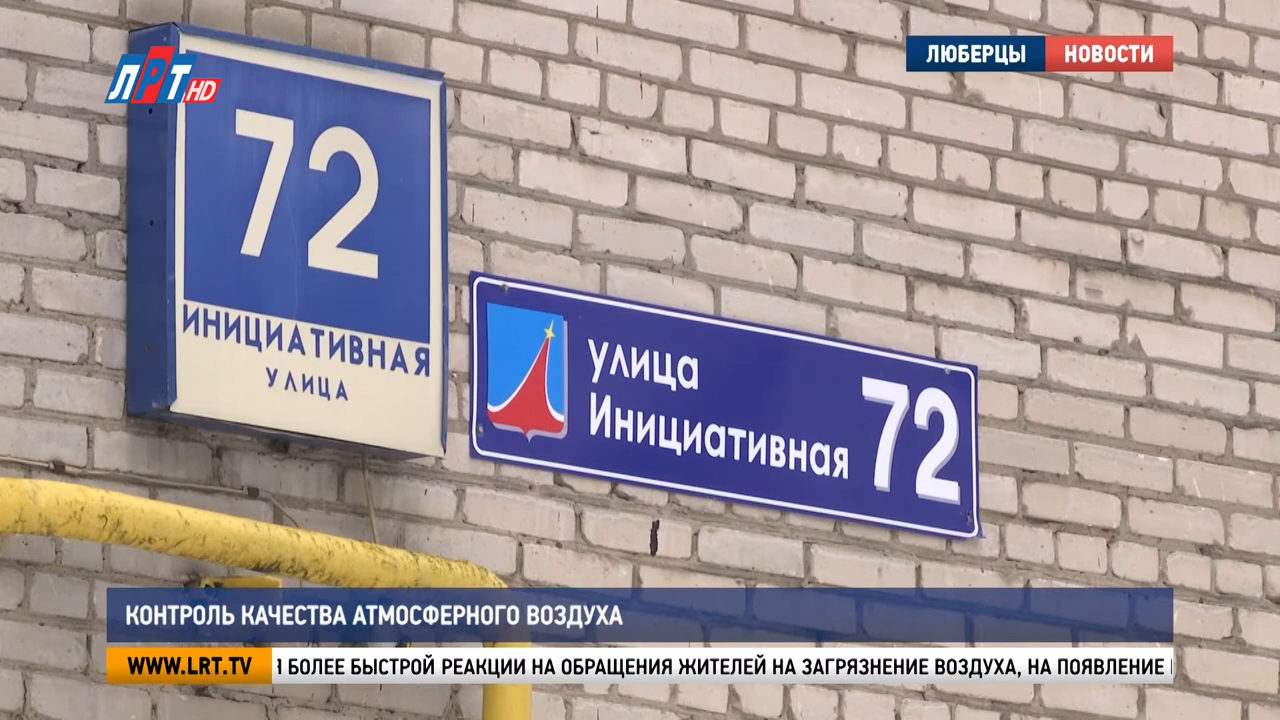 ЛРТ HD
ЛЮБЕРЦЫ НОВОСТИ
72
ИНИЦИАТИВНАЯ
УЛИЦА
улица
Инициативная
72
КОНТРОЛЬ КАЧЕСТВА АТМОСФЕРНОГО ВОЗДУХА
WWW.LRT.TV
БОЛЕЕ БЫСТРОЙ РЕАКЦИИ НА ОБРАЩЕНИЯ ЖИТЕЛЕЙ НА ЗАГРЯЗНЕНИЕ ВОЗДУХА, НА ПОЯВЛЕНИЕ